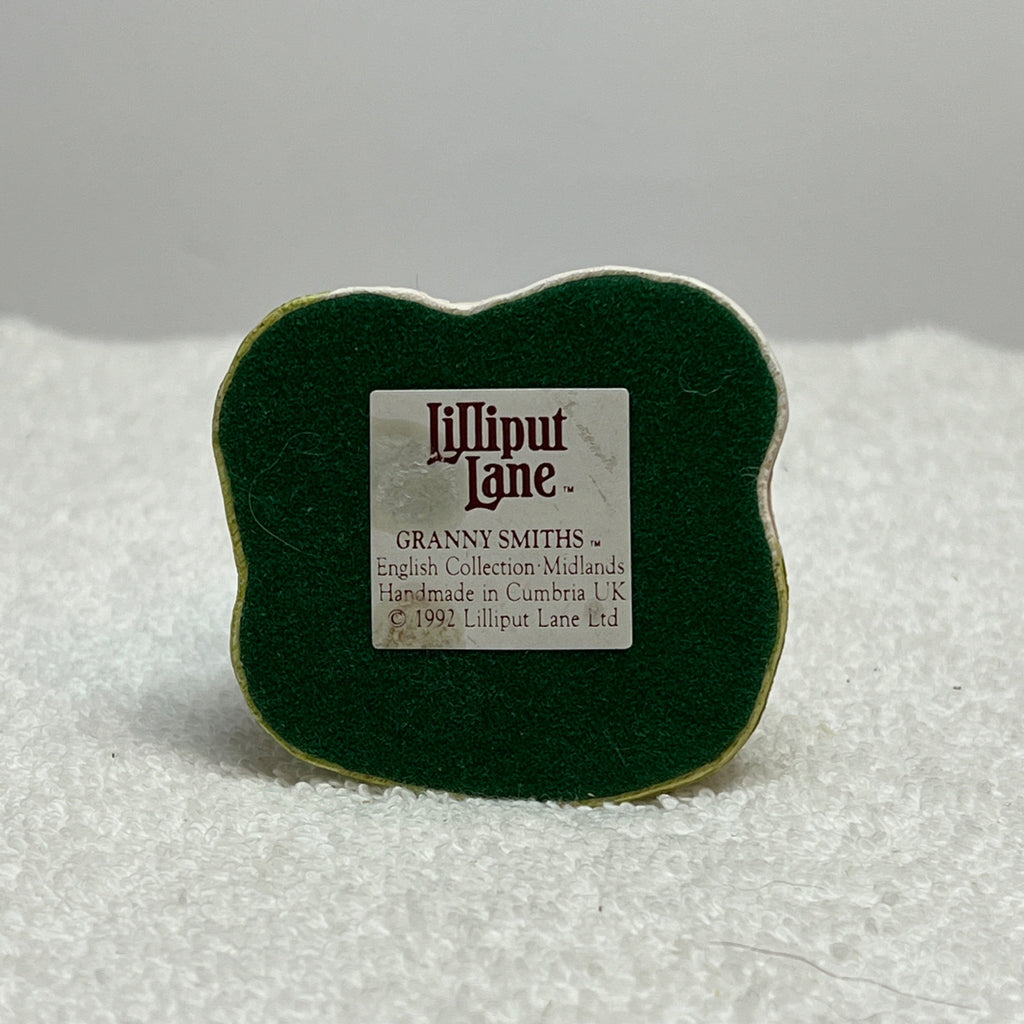 Lilliput
Lane™
GRANNY SMITHS™
English Collection·Midlands
Handmade in Cumbria UK
© 1992 Lilliput Lane Ltd